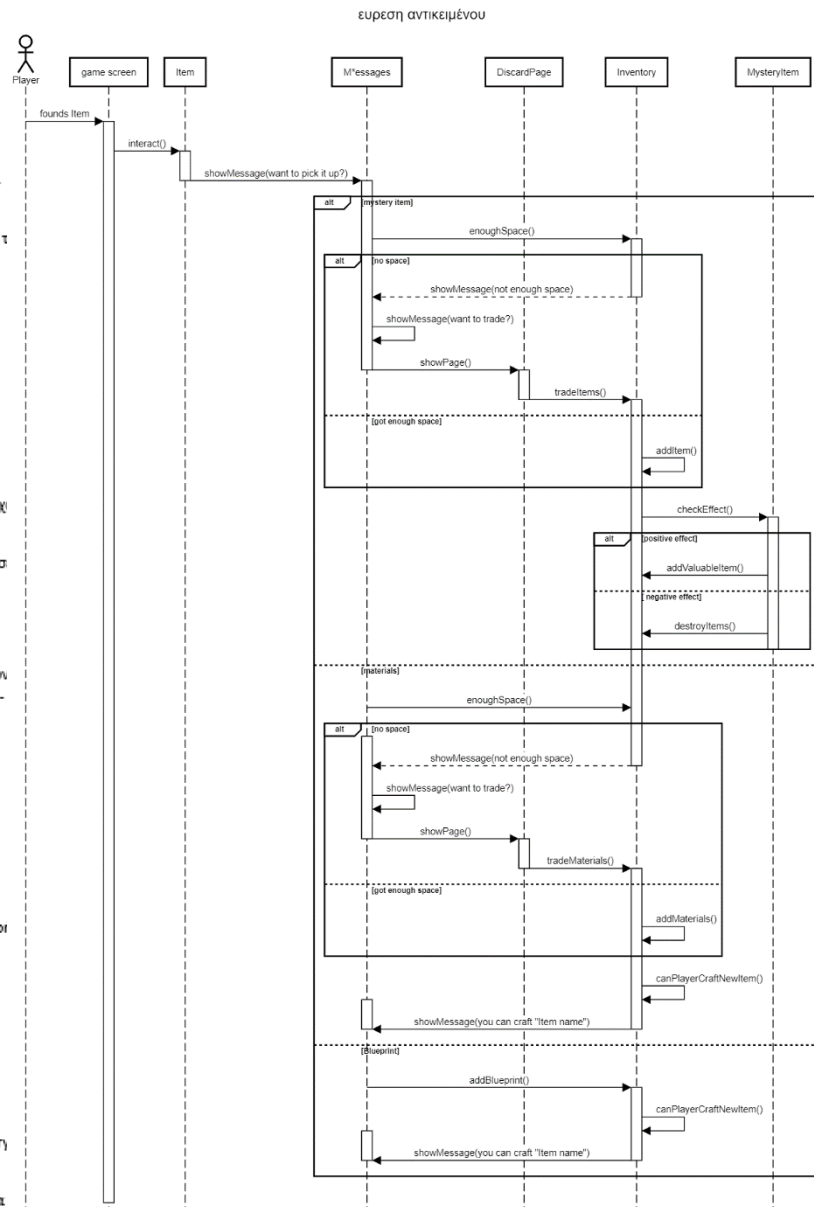 ευρεση αντικειμένου
Player
game screen
Item
M*essages
DiscardPage
Inventory
MysteryItem
founds Item
interact()
showMessage(want to pick it up?)
alt
[mystery item]
enoughSpace()
alt
[no space]
showMessage(not enough space)
showMessage(want to trade?)
showPage()
tradeItems()
[got enough space]
addItem()
checkEffect()
alt
[positive effect]
addValuableItem()
[ negative effect]
destroyItems()
[materials]
enoughSpace()
alt
[no space]
showMessage(not enough space)
showMessage(want to trade?)
showPage()
tradeMaterials()
[got enough space]
addMaterials()
canPlayerCraftNewItem()
showMessage(you can craft "Item name")
[Blueprint]
addBlueprint()
canPlayerCraftNewItem()
showMessage(you can craft "Item name")